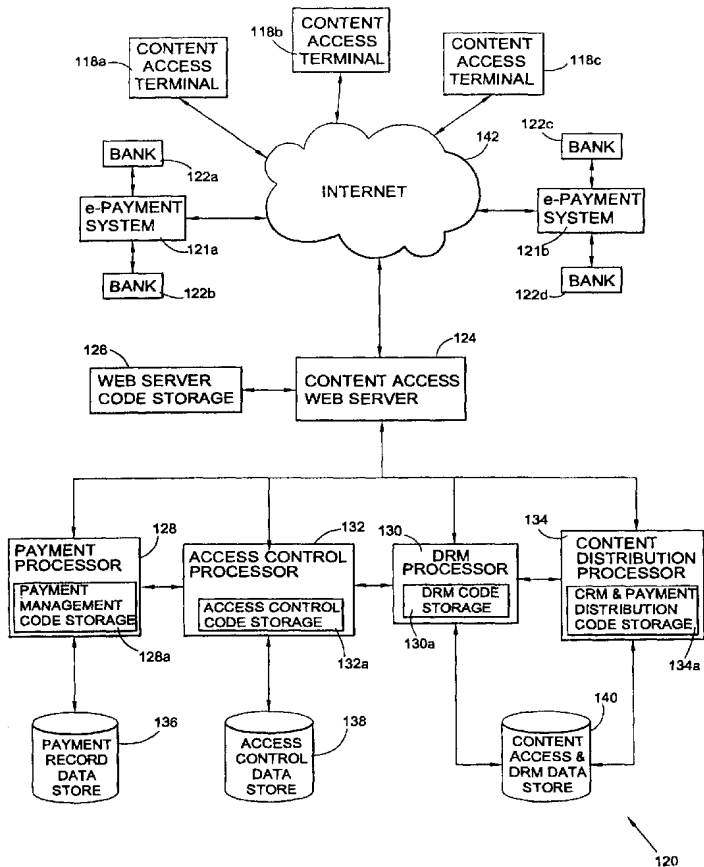 CONTENT
ACCESS
TERMINAL
118a
118b
CONTENT
ACCESS
TERMINAL
CONTENT
ACCESS
TERMINAL
118c
142
INTERNET
BANK
122a
e-PAYMENT
SYSTEM
121a
BANK
122b
122c
BANK
e-PAYMENT
SYSTEM
121b
BANK
122d
126
WEB SERVER
CODE STORAGE
124
CONTENT ACCESS
WEB SERVER
128
PAYMENT
PROCESSOR
PAYMENT
MANAGEMENT
CODE STORAGE
128a
132
ACCESS CONTROL
PROCESSOR
ACCESS CONTROL
CODE STORAGE
132a
130
DRM
PROCESSOR
DRM CODE
STORAGE
130a
134
CONTENT
DISTRIBUTION
PROCESSOR
CRM & PAYMENT
DISTRIBUTION
CODE STORAGE
134a
136
PAYMENT
RECORD DATA
STORE
138
ACCESS
CONTROL DATA
STORE
140
CONTENT
ACCESS &
DRM DATA
STORE
120